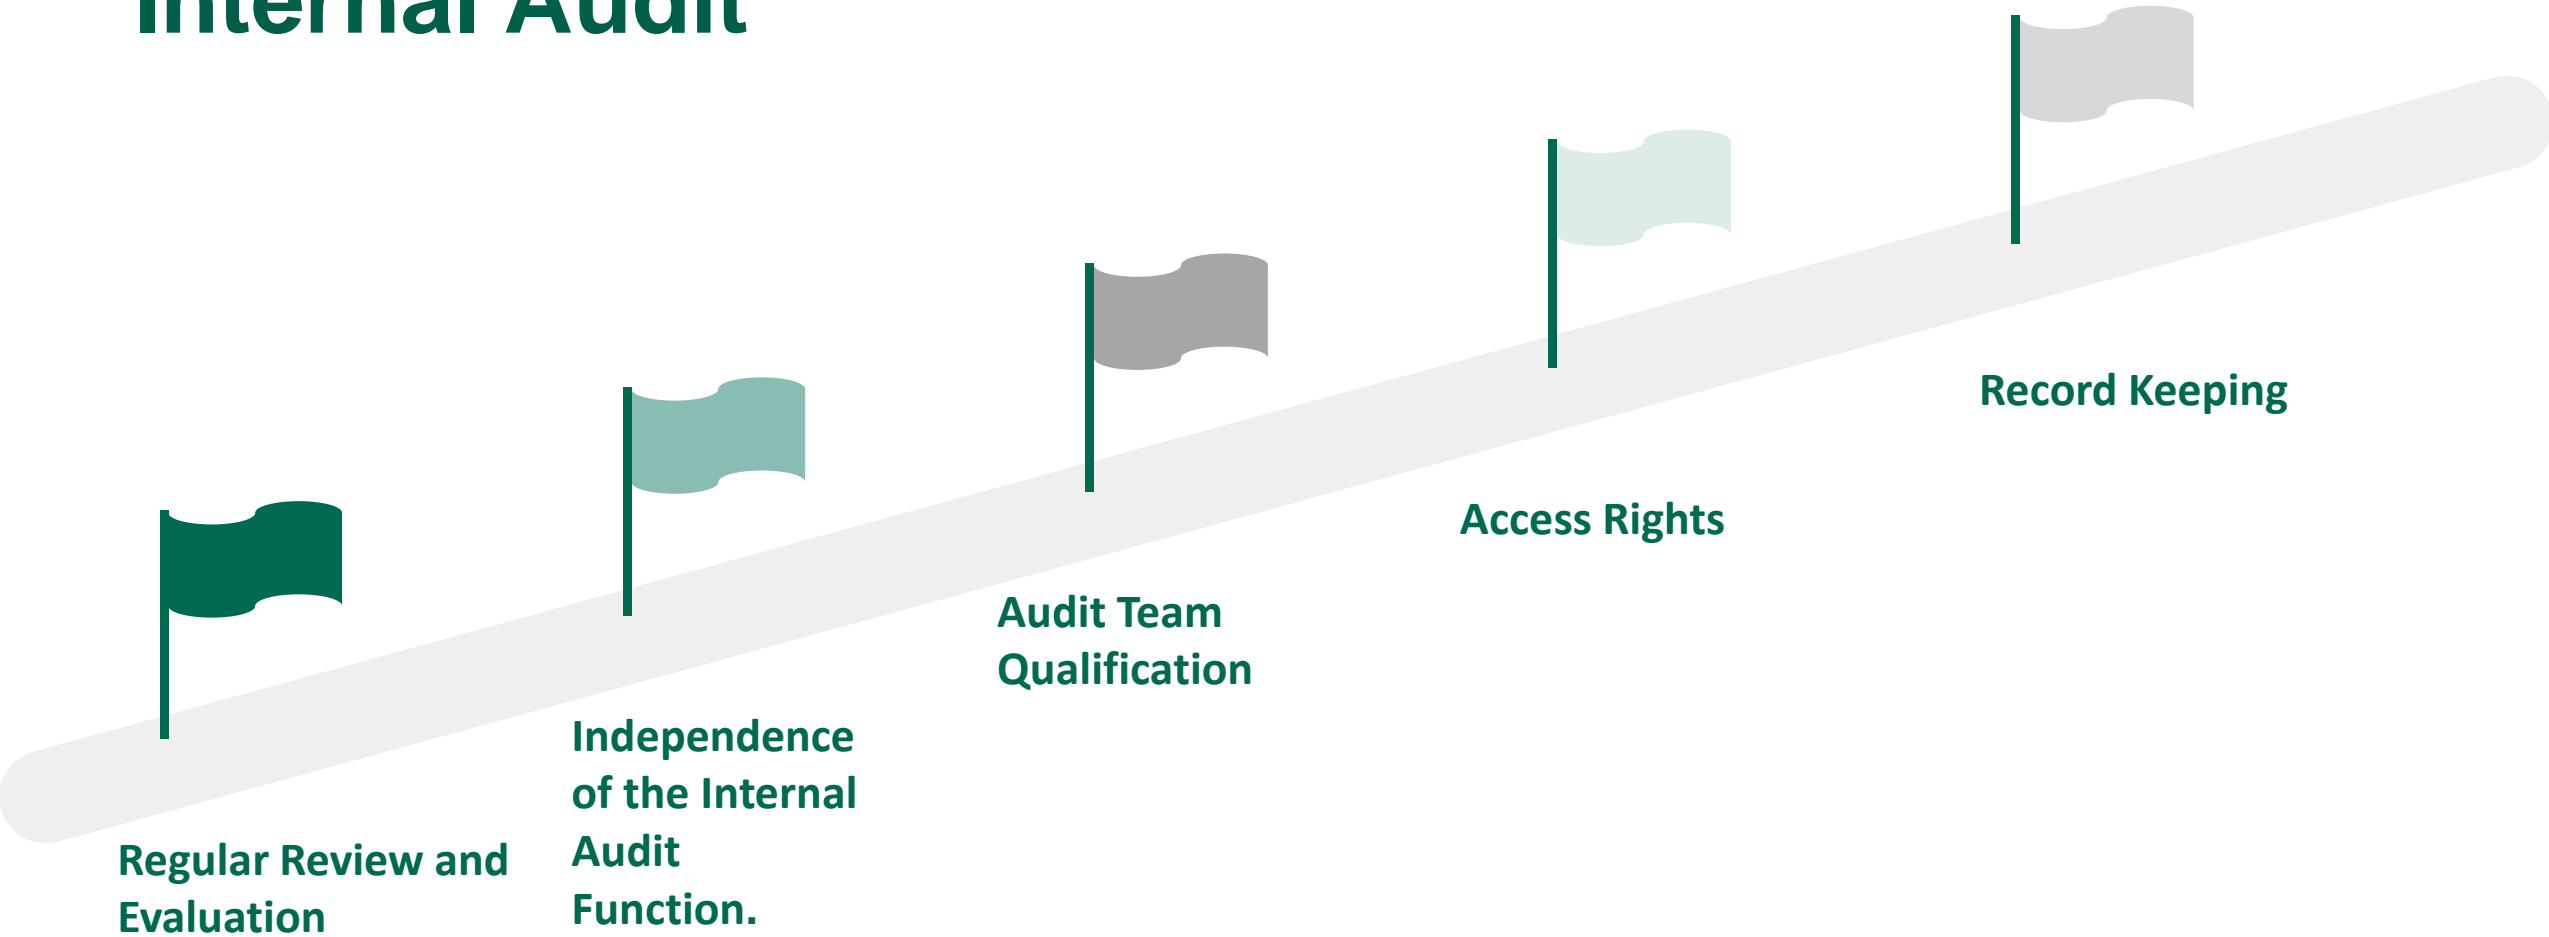 Internal Audit
Record Keeping
Access Rights
Audit Team
Qualification
Independence
of the Internal
Audit
Function.
Regular Review and
Evaluation